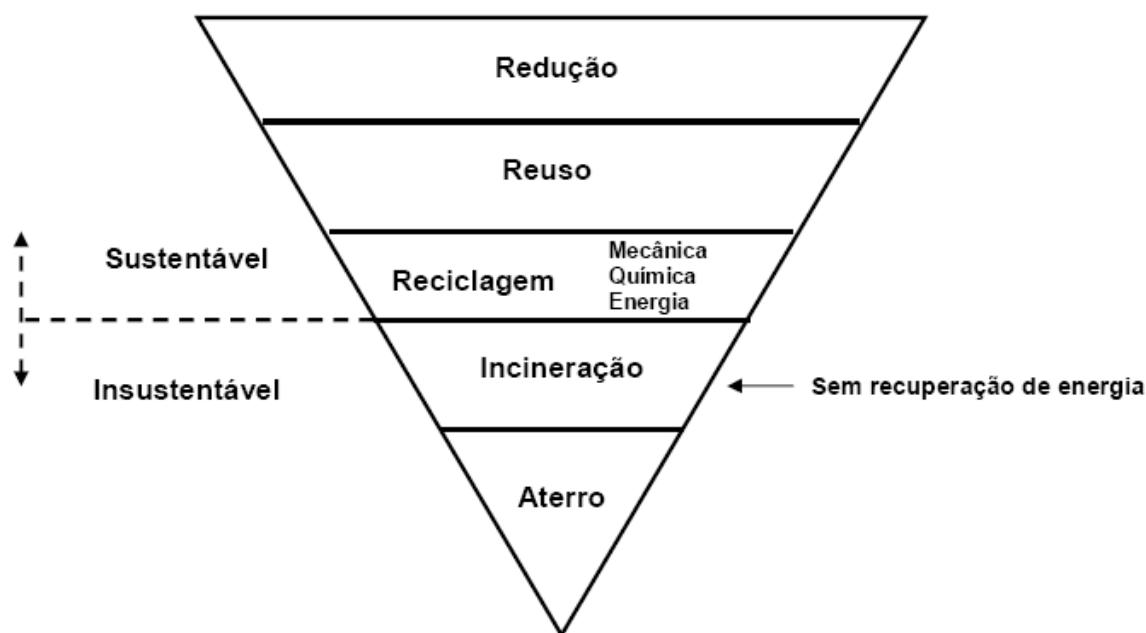 Redução
Reuso
Sustentável
Reciclagem
Mecânica
Química
Energia
Incineração
Insustentável
Sem recuperação de energia
Aterro